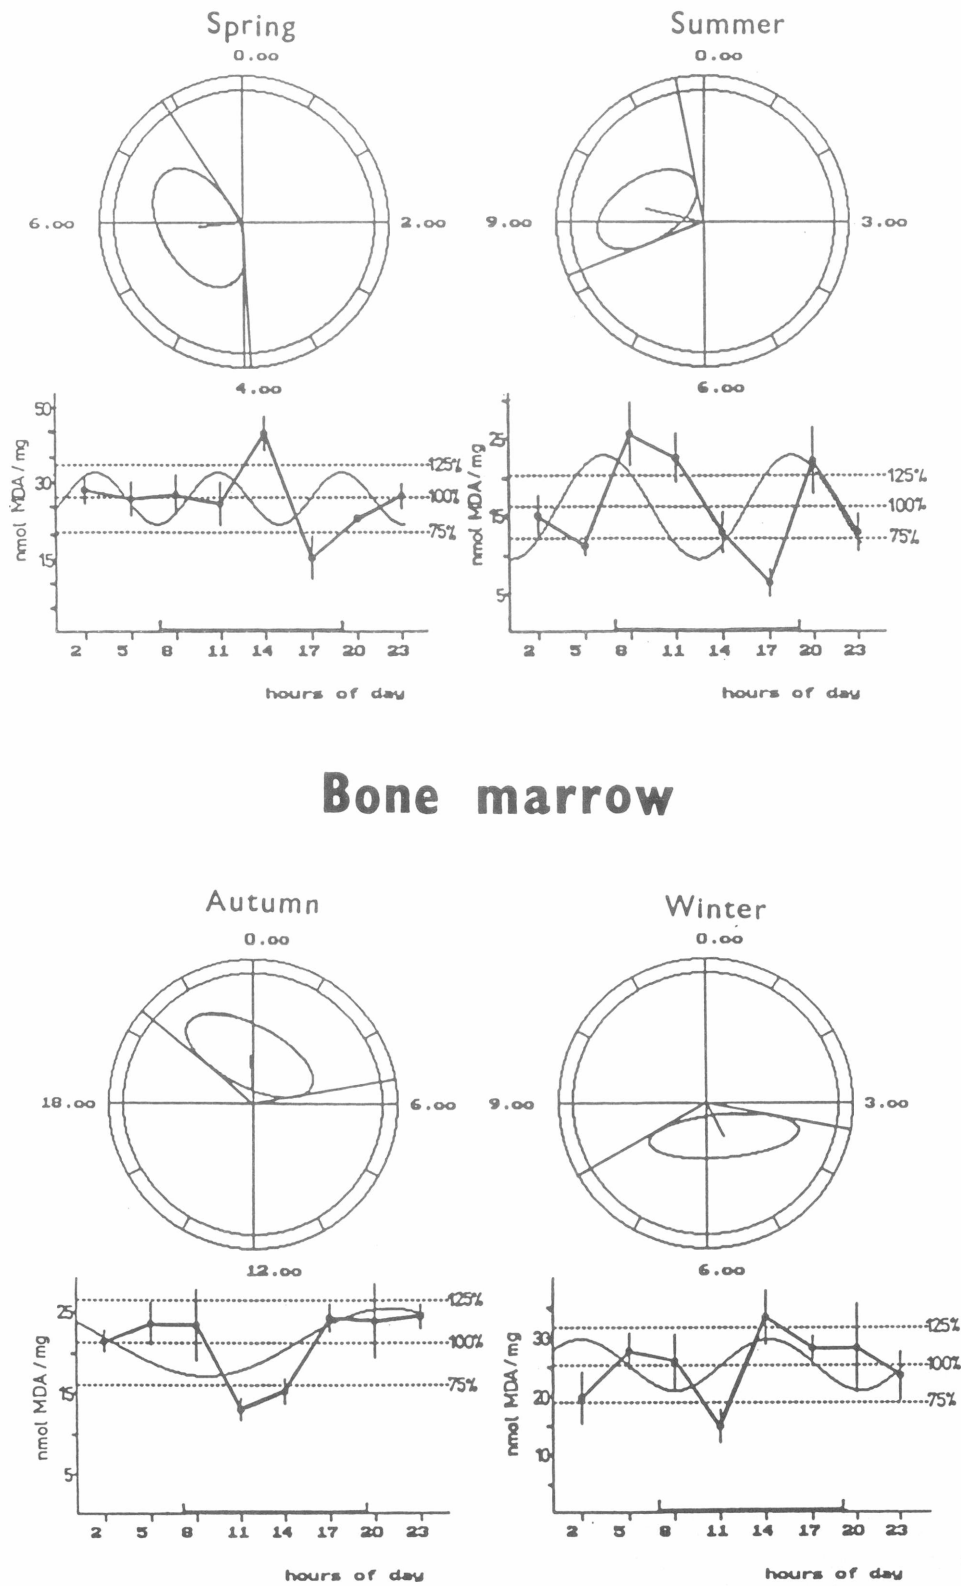 Spring Summer
0.00 0.00
6.00 2.00 9.00 3.00
4.00 6.00
nmol MDA / mg
50
30
15
125%
100%
75%
2 5 8 11 14 17 20 23
hours of day
nmol MDA / mg
25
15
5
125%
100%
75%
2 5 8 11 14 17 20 23
hours of day
Bone marrow
Autumn Winter
0.00 0.00
18.00 6.00 9.00 3.00
12.00 6.00
nmol MDA / mg
25
15
5
125%
100%
75%
2 5 8 11 14 17 20 23
hours of day
nmol MDA / mg
30
20
10
125%
100%
75%
2 5 8 11 14 17 20 23
hours of day